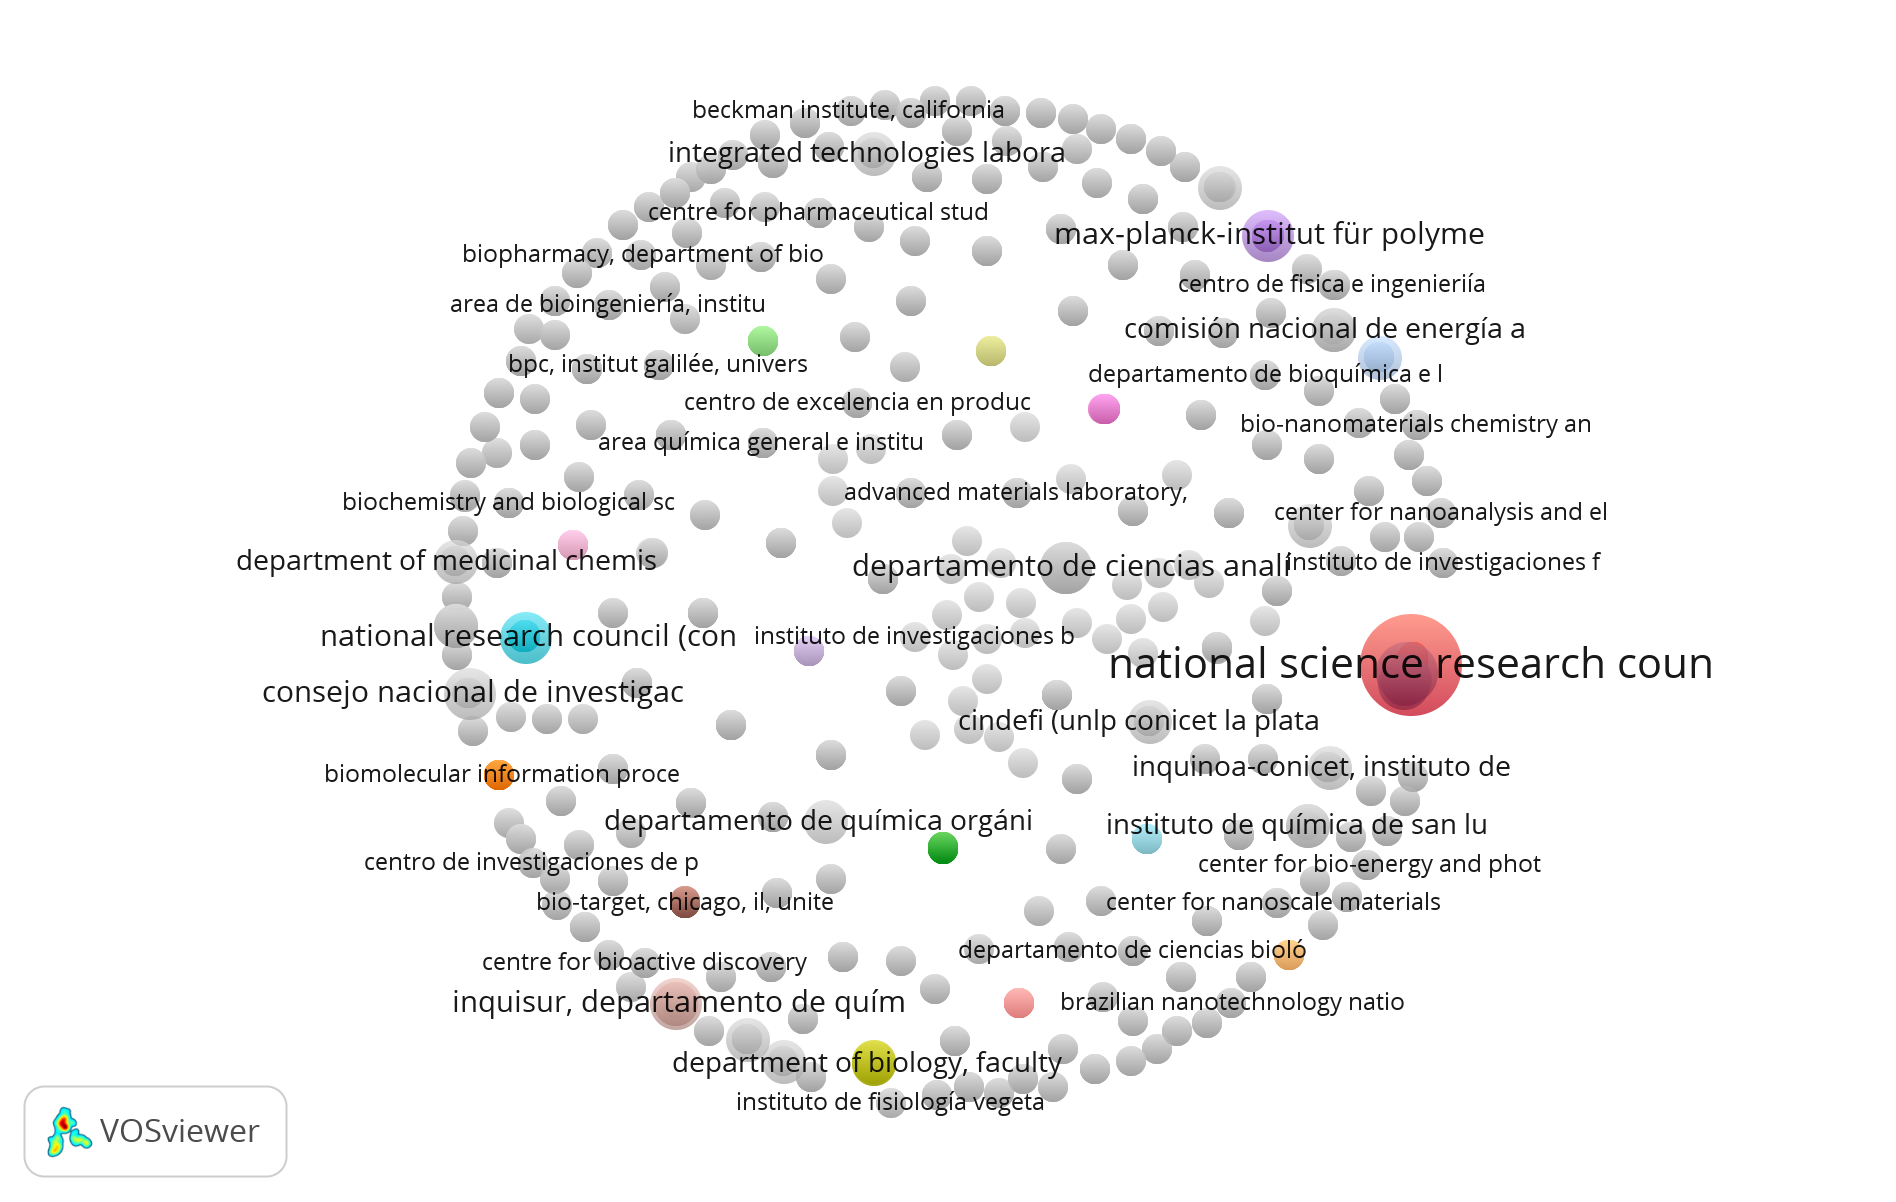 beckman institute, california
integrated technologies labora
centre for pharmaceutical stud
max-planck-institut für polyme
biopharmacy, department of bio
centro de fisica e ingenieriía
area de bioingeniería, institu
comisión nacional de energía a
bpc, institut galilée, univers
departamento de bioquímica e l
centro de excelencia en produc
bio-nanomaterials chemistry an
area química general e institu
advanced materials laboratory,
biochemistry and biological sc
center for nanoanalysis and el
department of medicinal chemis
departamento de ciencias analí
instituto de investigaciones f
national research council (con
instituto de investigaciones b
national science research coun
consejo nacional de investigac
cindefi (unlp conicet la plata
biomolecular information proce
inquinoa-conicet, instituto de
departamento de química orgáni
instituto de química de san lu
centro de investigaciones de p
center for bio-energy and phot
bio-target, chicago, il, unite
center for nanoscale materials
departamento de ciencias bioló
centre for bioactive discovery
inquisur, departamento de quím
brazilian nanotechnology natio
department of biology, faculty
instituto de fisiología vegeta
VOSviewer